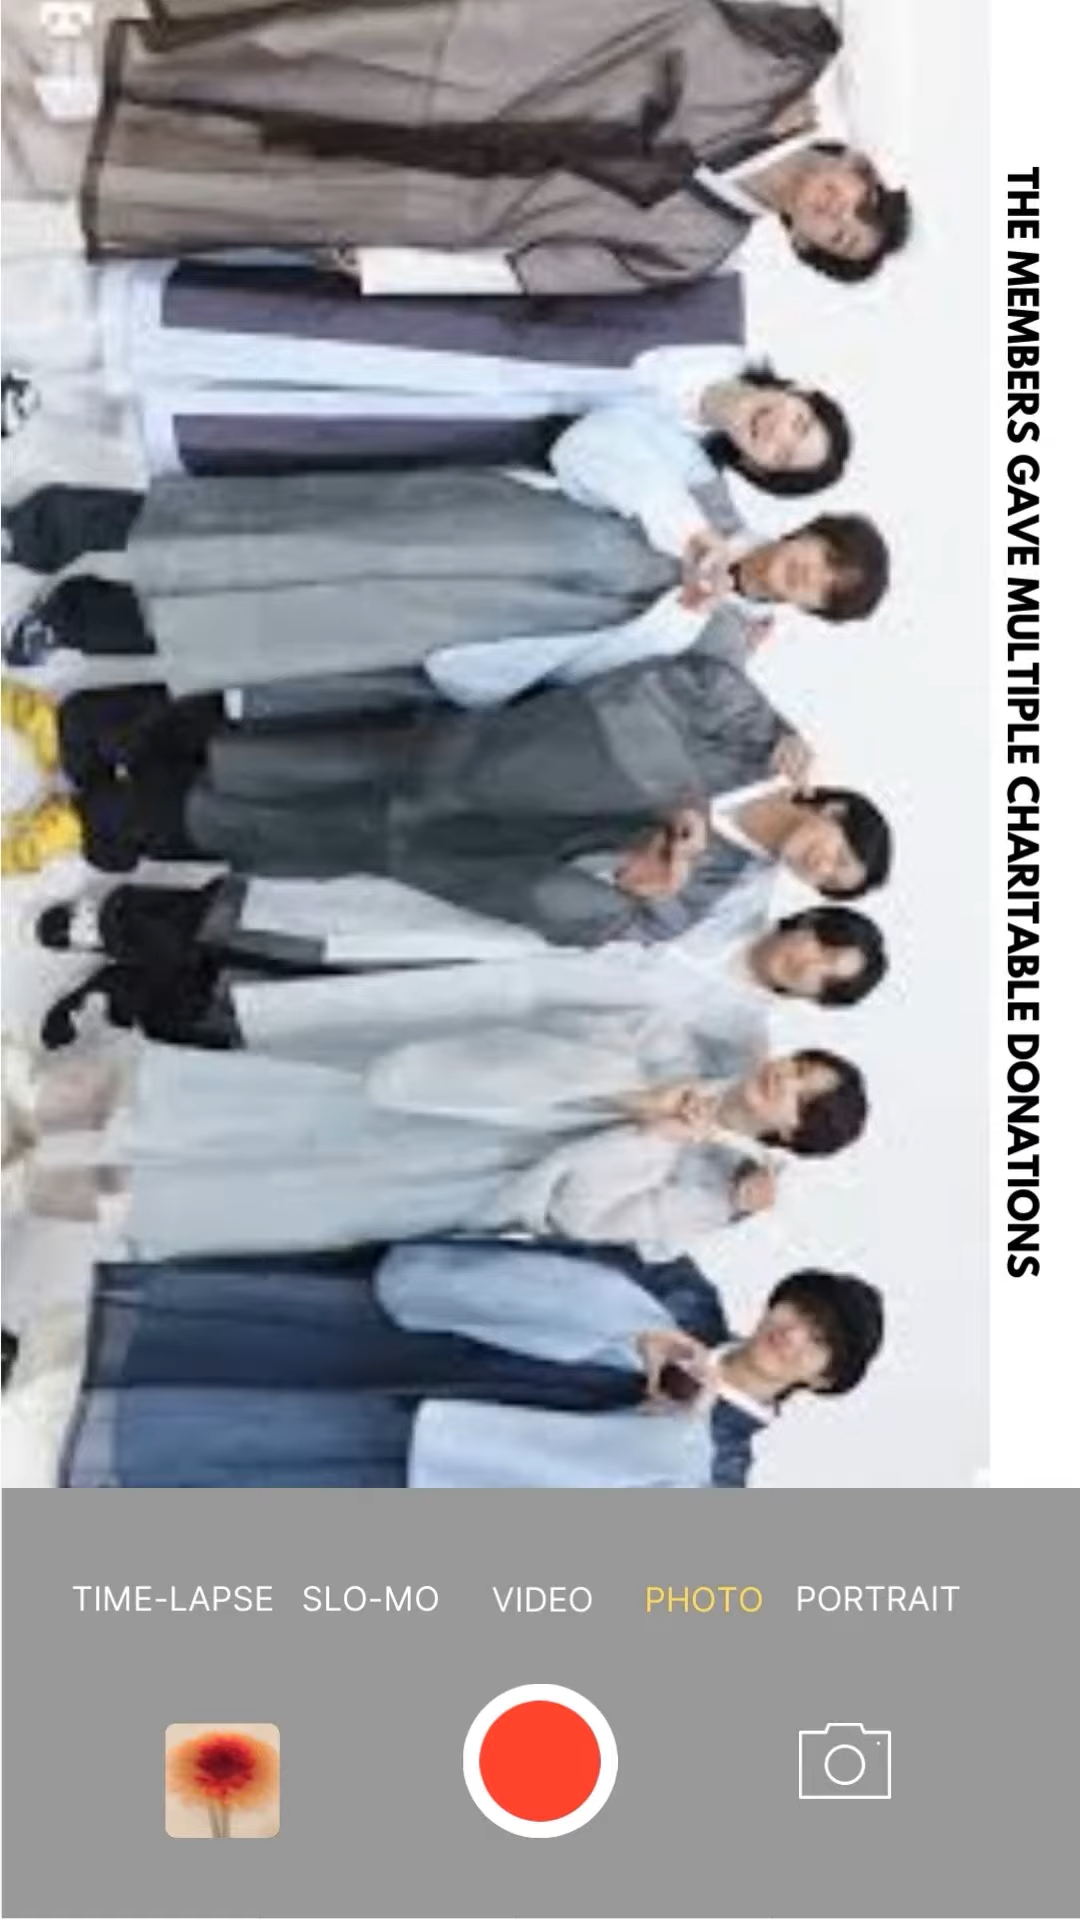 THE MEMBERS GAVE MULTIPLE CHARITABLE DONATIONS
TIME-LAPSE SLO-MO VIDEO PHOTO PORTRAIT